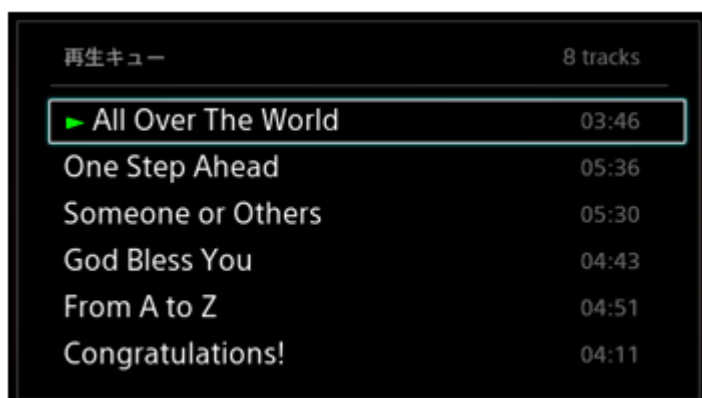 再生キュー 8 tracks
► All Over The World 03:46
One Step Ahead 05:36
Someone or Others 05:30
God Bless You 04:43
From A to Z 04:51
Congratulations! 04:11